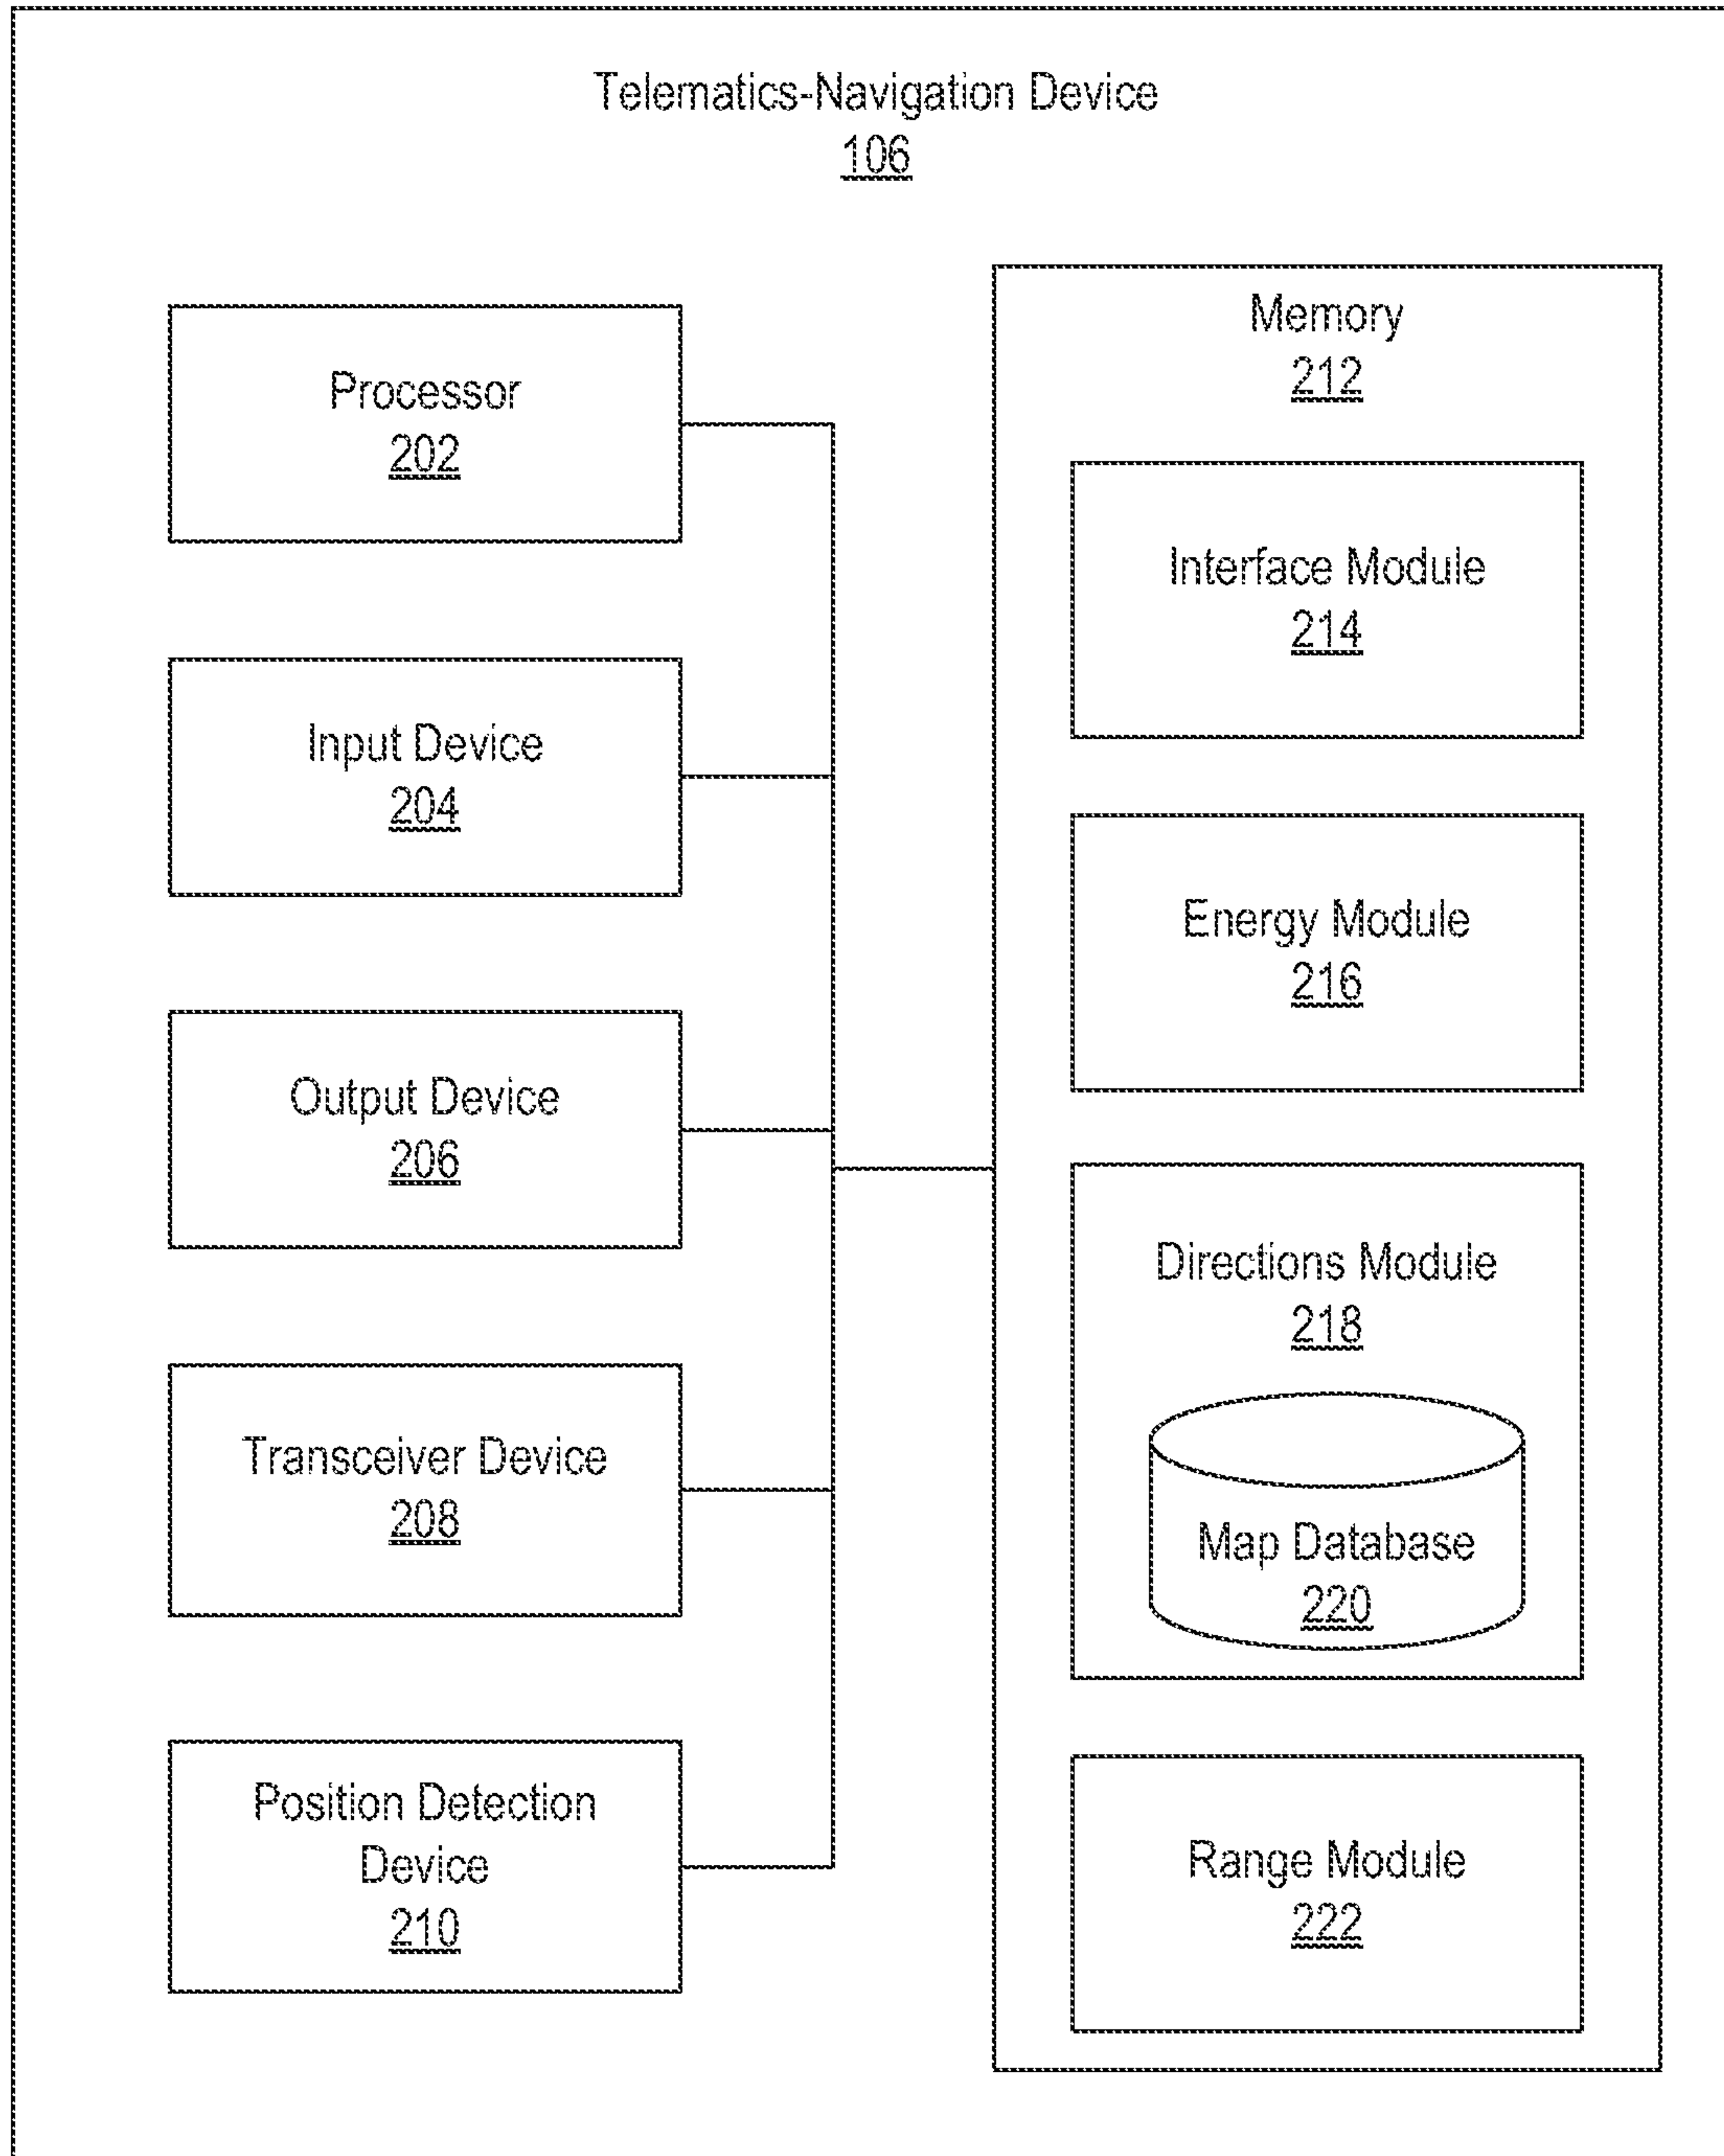 Telematics-Navigation Device
106
Processor
202
Input Device
204
Output Device
206
Transceiver Device
208
Position Detection
Device
210
Memory
212
Interface Module
214
Energy Module
216
Directions Module
218
Map Database
220
Range Module
222